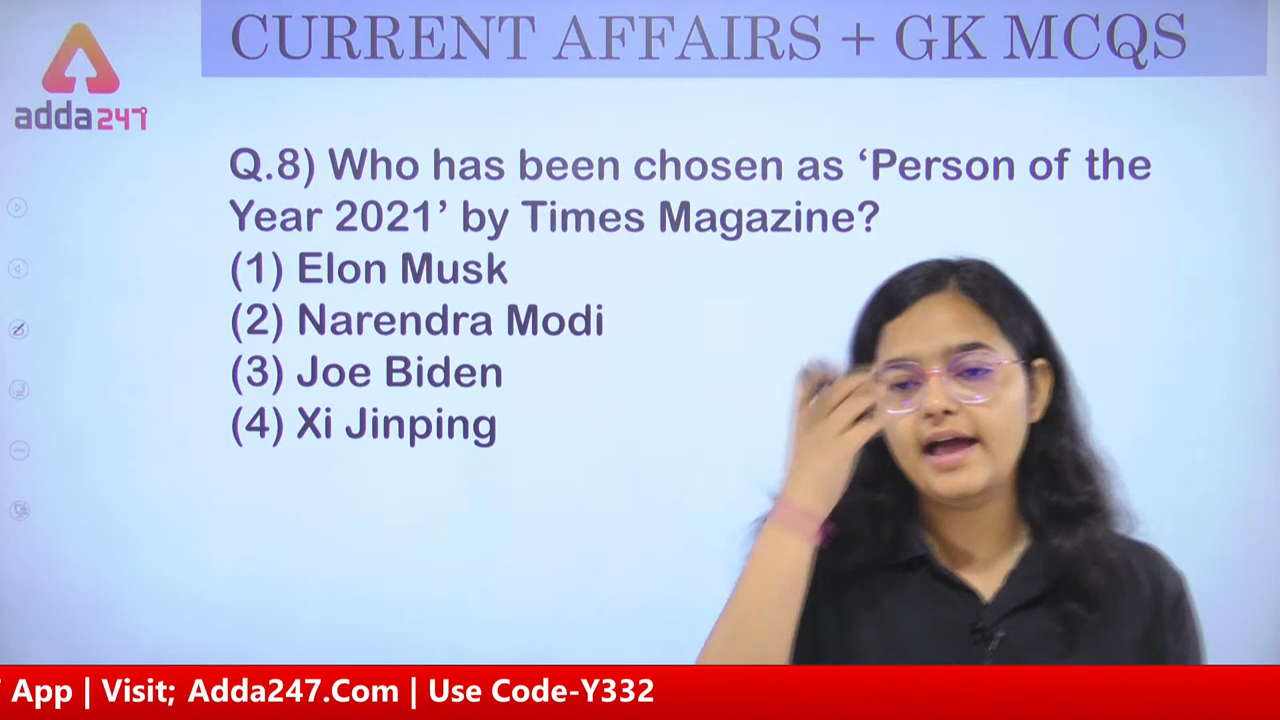 CURRENT AFFAIRS + GK MCQS
adda247
Q.8) Who has been chosen as ‘Person of the
Year 2021’ by Times Magazine?
(1) Elon Musk
(2) Narendra Modi
(3) Joe Biden
(4) Xi Jinping
App | Visit; Adda247.Com | Use Code-Y332